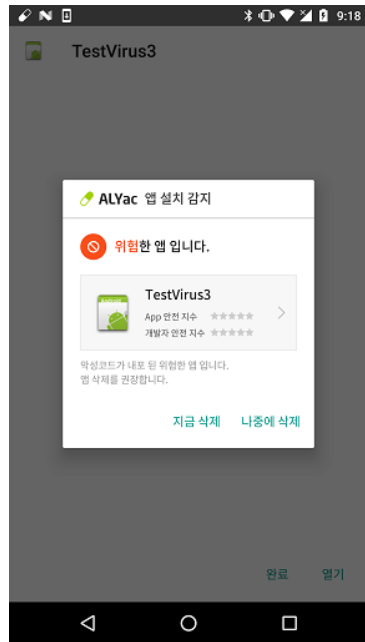 9:18
TestVirus3
ALYac 앱 설치 감지
위험한 앱 입니다.
TestVirus3
App 안전 지수
개발자 안전 지수
악성코드가 내포 된 위험한 앱 입니다.
앱 삭제를 권장합니다.
지금 삭제 나중에 삭제
완료 열기